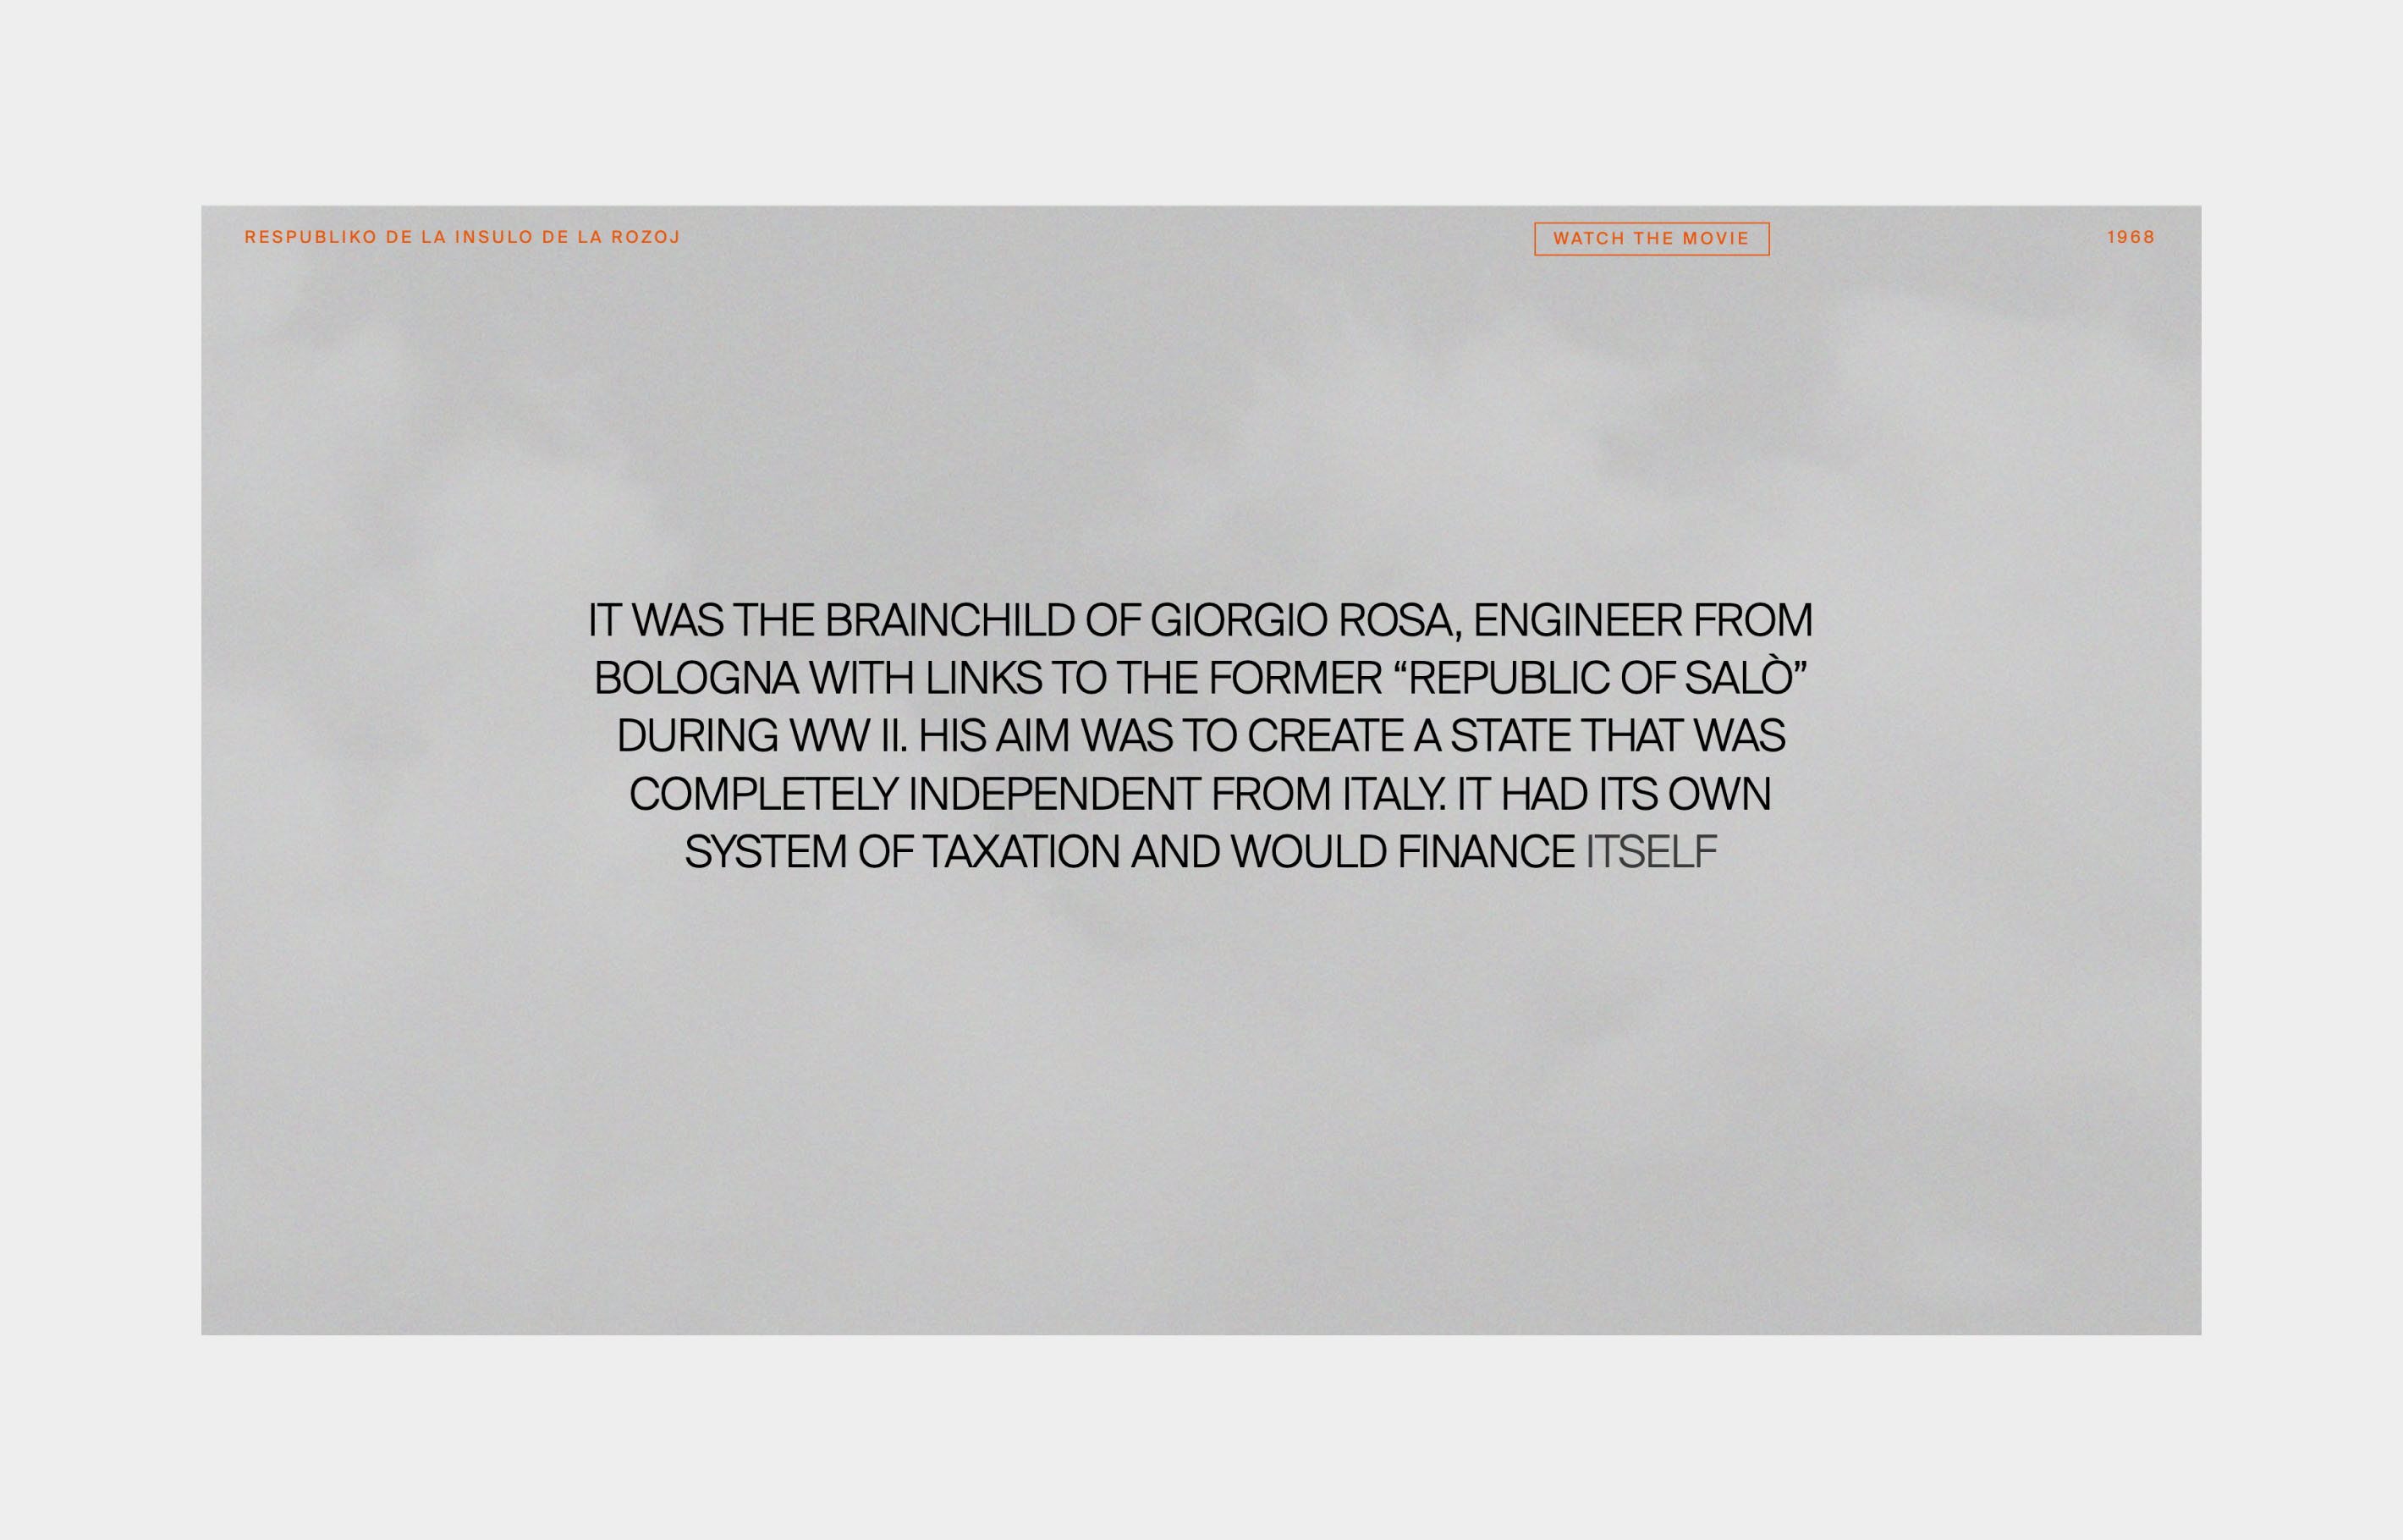 RESPUBLIKO DE LA INSULO DE LA ROZOJ
WATCH THE MOVIE
1968
IT WAS THE BRAINCHILD OF GIORGIO ROSA, ENGINEER FROM
BOLOGNA WITH LINKS TO THE FORMER “REPUBLIC OF SALÒ”
DURING WW II. HIS AIM WAS TO CREATE A STATE THAT WAS
COMPLETELY INDEPENDENT FROM ITALY. IT HAD ITS OWN
SYSTEM OF TAXATION AND WOULD FINANCE ITSELF